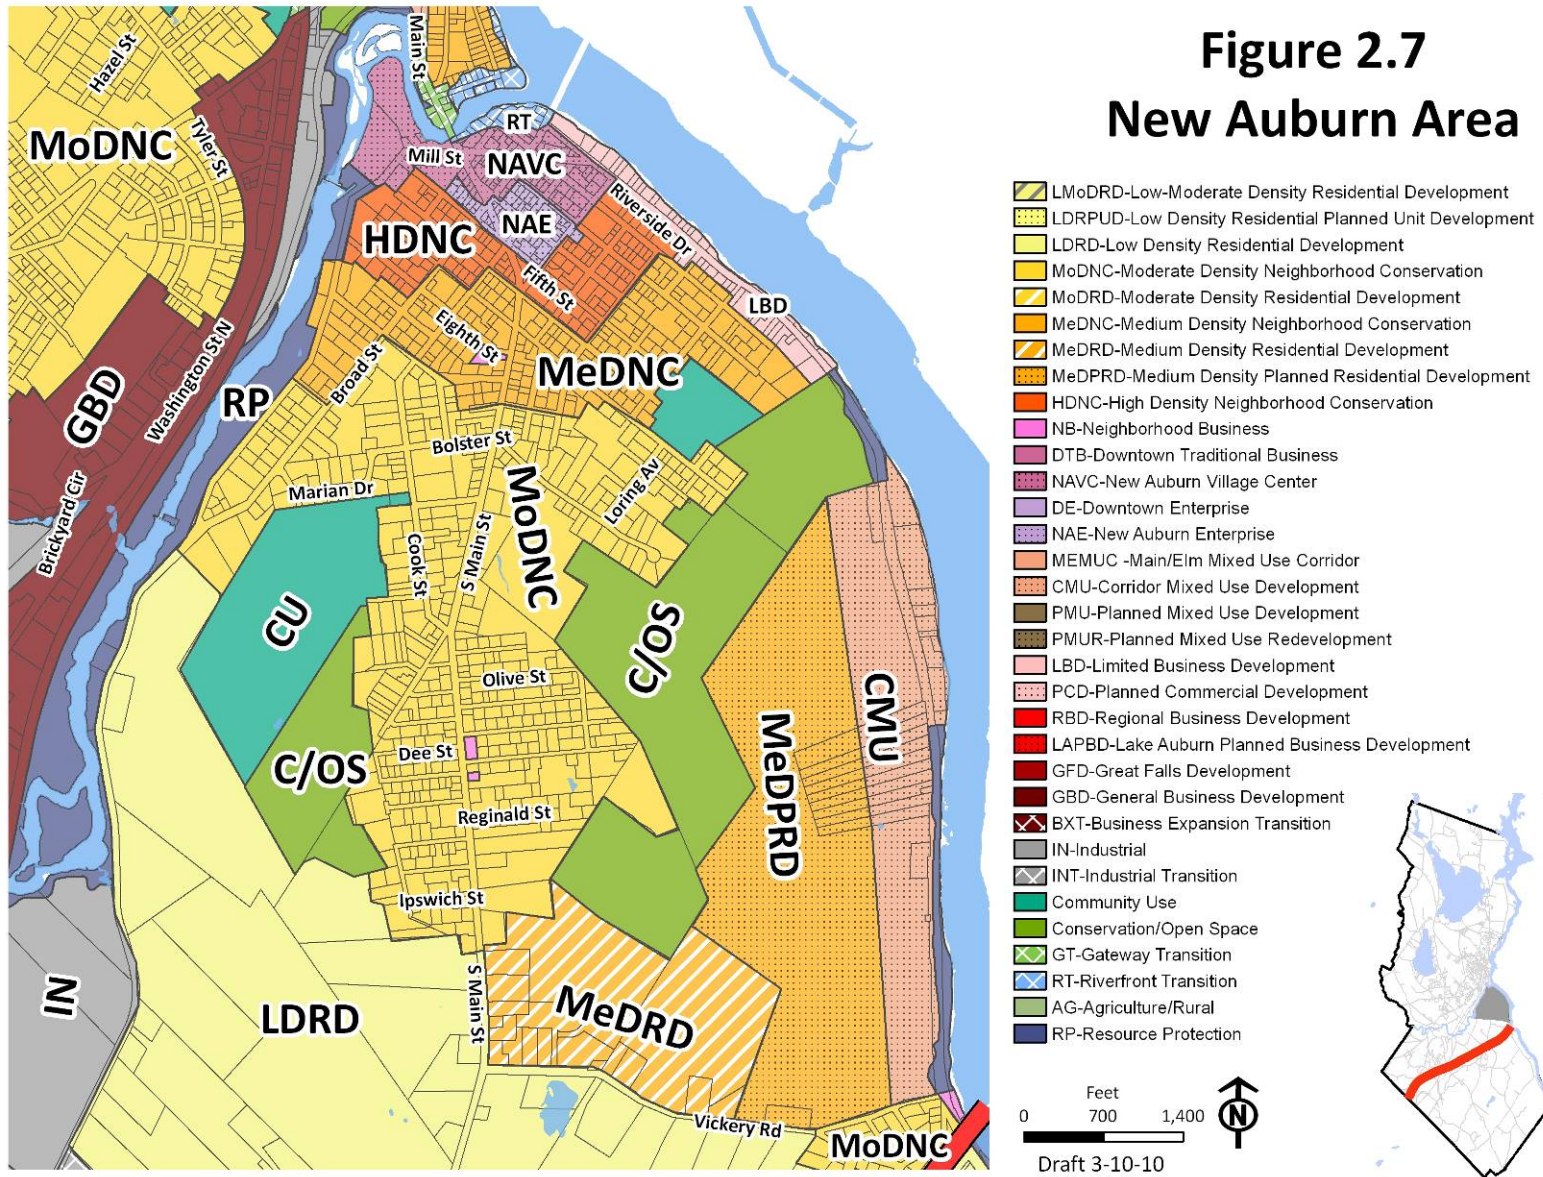 Figure 2.7
New Auburn Area
LMoDRD-Low-Moderate Density Residential Development
LDRPUD-Low Density Residential Planned Unit Development
LDRD-Low Density Residential Development
MoDNC-Moderate Density Neighborhood Conservation
MoDRD-Moderate Density Residential Development
MeDNC-Medium Density Neighborhood Conservation
MeDRD-Medium Density Residential Development
MeDPRD-Medium Density Planned Residential Development
HDNC-High Density Neighborhood Conservation
NB-Neighborhood Business
DTB-Downtown Traditional Business
NAVC-New Auburn Village Center
DE-Downtown Enterprise
NAE-New Auburn Enterprise
MEMUC -Main/Elm Mixed Use Corridor
CMU-Corridor Mixed Use Development
PMU-Planned Mixed Use Development
PMUR-Planned Mixed Use Redevelopment
LBD-Limited Business Development
PCD-Planned Commercial Development
RBD-Regional Business Development
LAPBD-Lake Auburn Planned Business Development
GFD-Great Falls Development
GBD-General Business Development
BXT-Business Expansion Transition
IN-Industrial
INT-Industrial Transition
Community Use
Conservation/Open Space
GT-Gateway Transition
RT-Riverfront Transition
AG-Agriculture/Rural
RP-Resource Protection
Feet
0 700 1,400
N
Draft 3-10-10
Main St
Hazel St
MoDNC
Tyler St
RT
Mill St
NAVC
Riverside Dr
HDNC
NAE
Fifth St
LBD
Eighth St
MeDNC
Broad St
Washington St N
GBD
RP
Bolster St
Loring Av
Marian Dr
MoDNC
Brickyard Cir
Cook St
S Main St
CU
C/OS
Olive St
CMU
Dee St
C/OS
MeDPRD
Reginald St
Ipswich St
IN
LDRD
S Main St
MeDRD
Vickery Rd
MoDNC